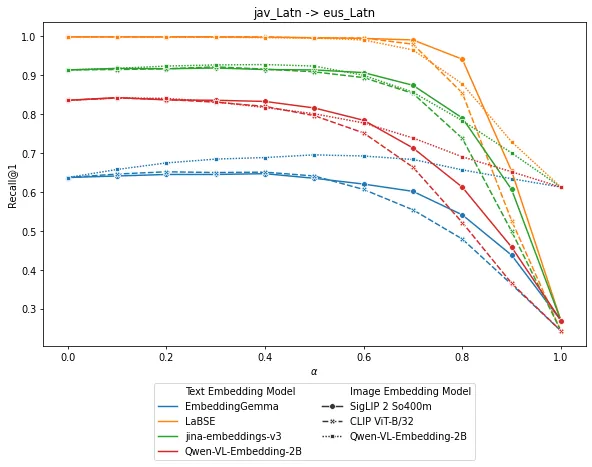 jav_Latn -> eus_Latn
Recall@1
1.0
0.9
0.8
0.7
0.6
0.5
0.4
0.3
0.0 0.2 0.4 0.6 0.8 1.0
α
Text Embedding Model
EmbeddingGemma
LaBSE
jina-embeddings-v3
Qwen-VL-Embedding-2B
Image Embedding Model
SigLIP 2 So400m
CLIP ViT-B/32
Qwen-VL-Embedding-2B